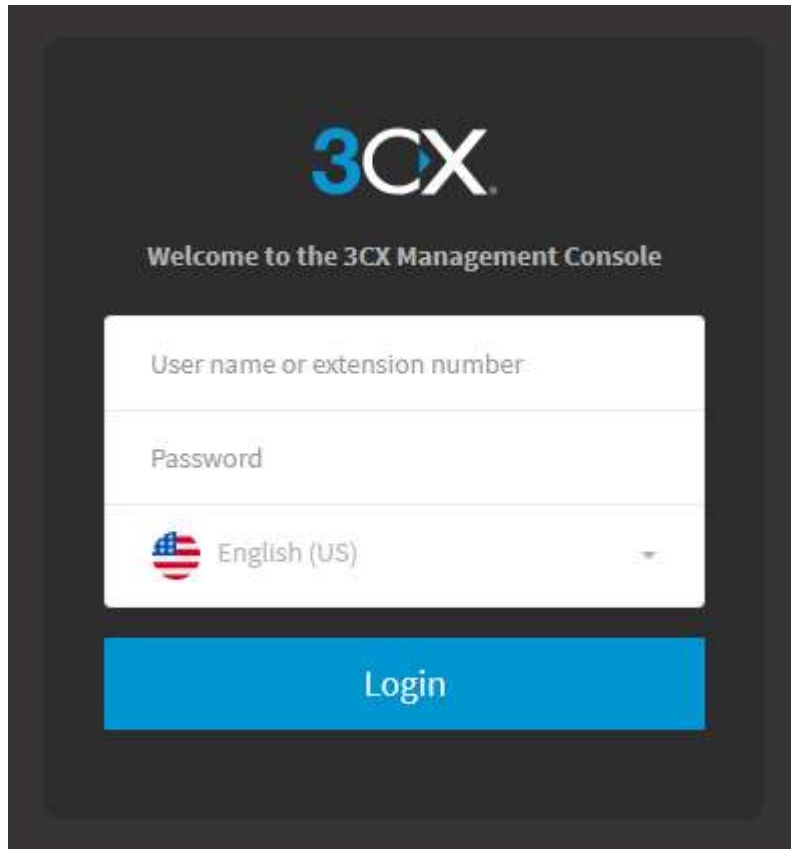 3CX®
Welcome to the 3CX Management Console
User name or extension number
Password
English (US)
Login